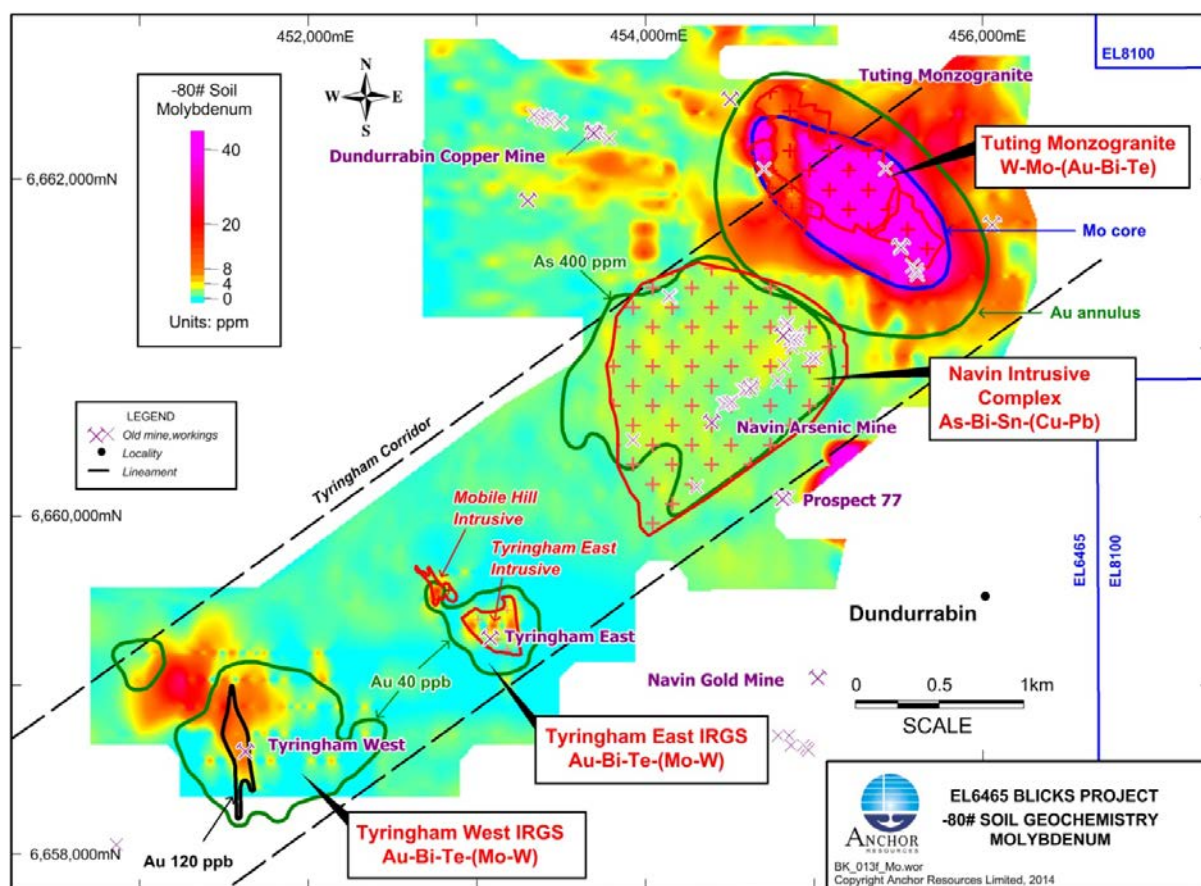 452,000mE
454,000mE
456,000mE
EL8100
-80# Soil
Molybdenum
40
20
8
4
0
Units: ppm
N
W
E
S
Tuting Monzogranite
Dundurrabin Copper Mine
Tuting Monzogranite
W-Mo-(Au-Bi-Te)
6,662,000mN
Mo core
As 400 ppm
Au annulus
Navin Intrusive
Complex
As-Bi-Sn-(Cu-Pb)
LEGEND
Old mine,workings
Locality
Lineament
Tyringham Corridor
Navin Arsenic Mine
Prospect 77
6,660,000mN
Mobile Hill
Intrusive
Tyringham East
Intrusive
EL6465
EL8100
Dundurrabin
Tyringham East
Navin Gold Mine
Au 40 ppb
0
0.5
1km
SCALE
Tyringham West
Tyringham East IRGS
Au-Bi-Te-(Mo-W)
Tyringham West IRGS
Au-Bi-Te-(Mo-W)
Au 120 ppb
6,658,000mN
ANCHOR
RESOURCES
EL6465 BLICKS PROJECT
-80# SOIL GEOCHEMISTRY
MOLYBDENUM
BK_013f_Mo.wor
Copyright Anchor Resources Limited, 2014